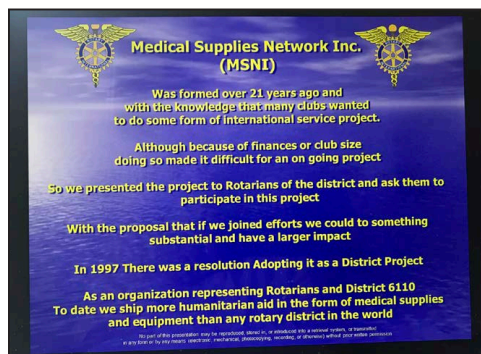 Medical Supplies Network Inc.
(MSNI)
Was formed over 21 years ago and
with the knowledge that many clubs wanted
to do some form of international service project.
Although because of finances or club size
doing so made it difficult for an on going project
So we presented the project to Rotarians of the district and ask them to
participate in this project
With the proposal that if we joined efforts we could to something
substantial and have a larger impact
In 1997 There was a resolution Adopting it as a District Project
As an organization representing Rotarians and District 6110
To date we ship more humanitarian aid in the form of medical supplies
and equipment than any rotary district in the world
No part of this presentation may be reproduced, stored in, or introduced into a retrieval system, or transmitted
in any form or by any means (electronic, mechanical, photocopying, recording, or otherwise) without prior written permission